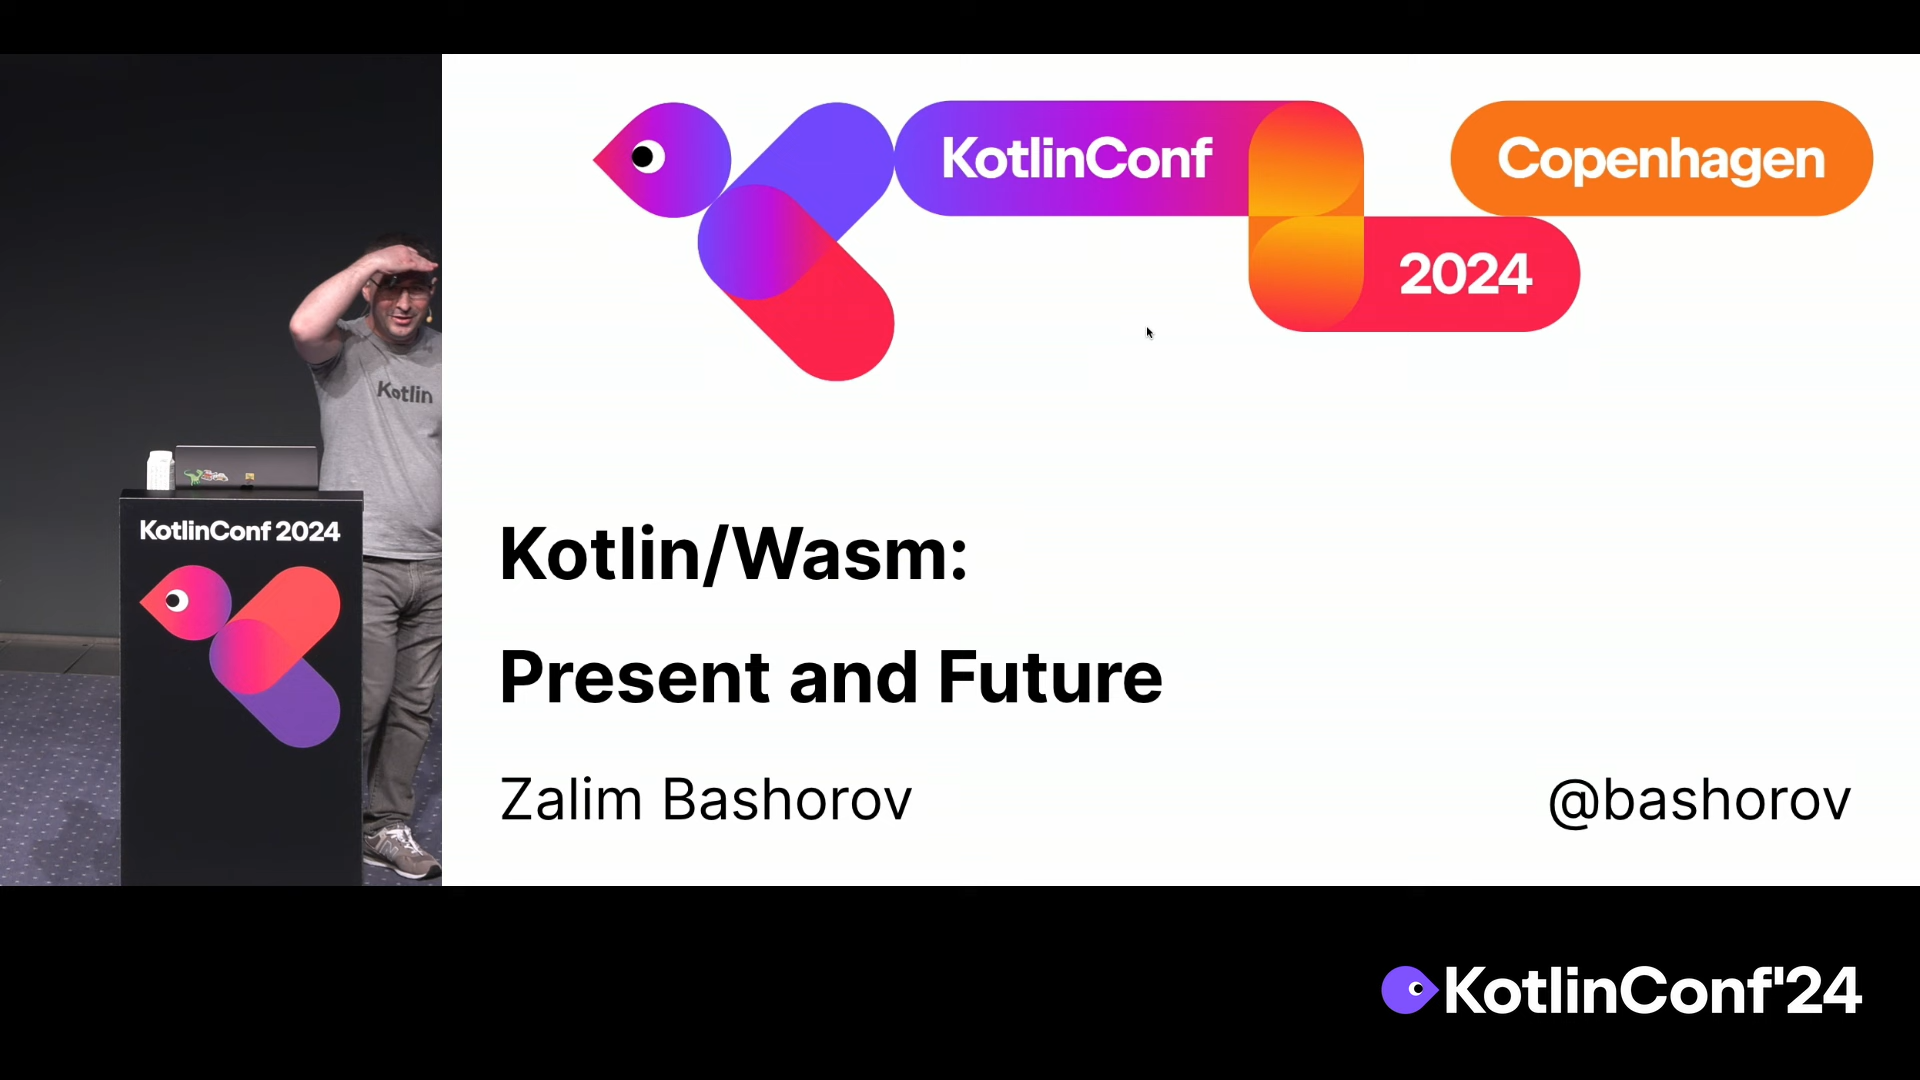 KotlinConf
Copenhagen
2024
Kotlin
KotlinConf 2024
Kotlin/Wasm:
Present and Future
Zalim Bashorov
@bashorov
KotlinConf'24